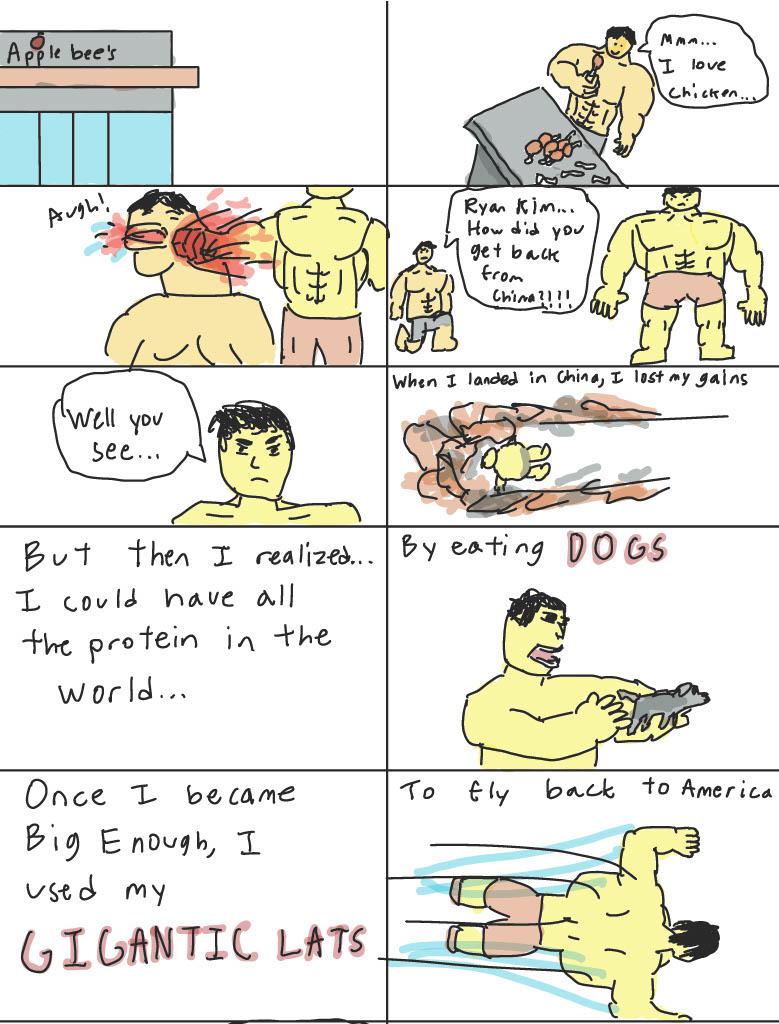 Apple bee's
Mmm...
I love
Chicken...
Augh!
Ryan Kim...
How did you
get back
from
China?!!!
Well you
see...
When I landed in China, I lost my gains
But then I realized...
I could have all
the protein in the
world...
By eating DOGS
Once I became
Big Enough, I
used my
GIGANTIC LATS
To fly back to America